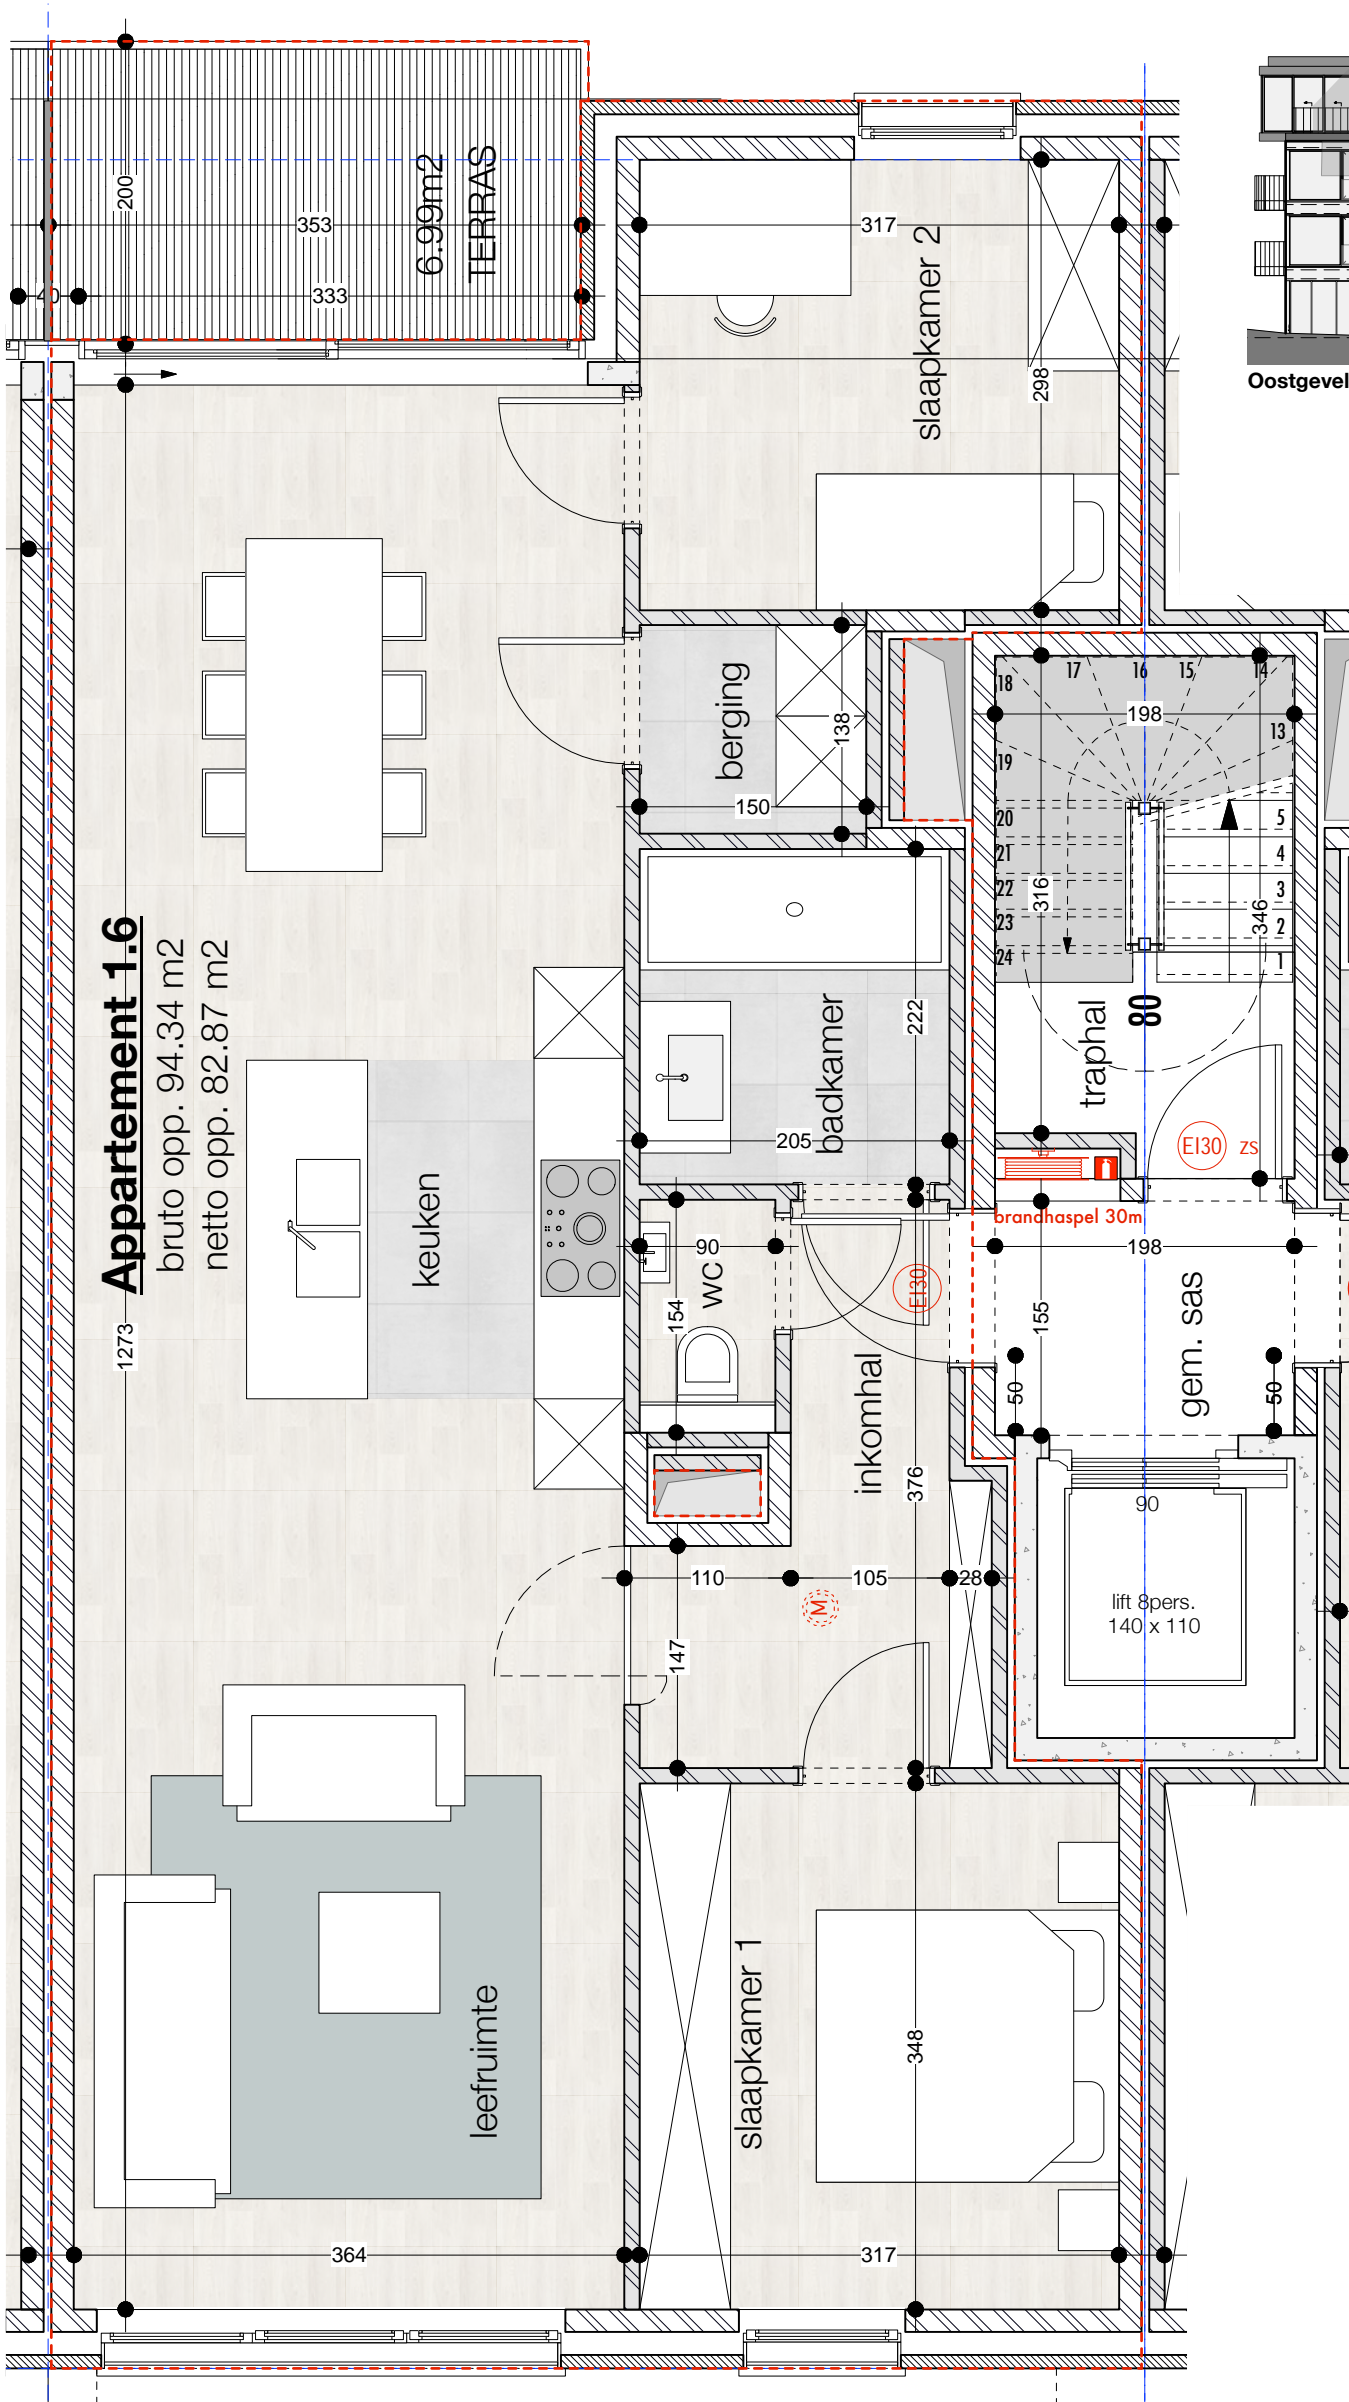 200
353
333
40
6.99m2
TERRAS
317
slaapkamer 2
298
Oostgevel
berging
138
150
18
17
16
15
14
13
198
19
20
21
22
23
24
5
4
3
2
1
316
346
traphal
80
EI30 zs
brandhaspel 30m
Appartement 1.6
bruto opp. 94.34 m2
netto opp. 82.87 m2
1273
keuken
badkamer
222
205
90
WC
154
EI30
198
155
gem. sas
50
50
inkomhal
376
110
105
28
M
147
90
lift 8pers.
140 x 110
leefruimte
slaapkamer 1
348
364
317